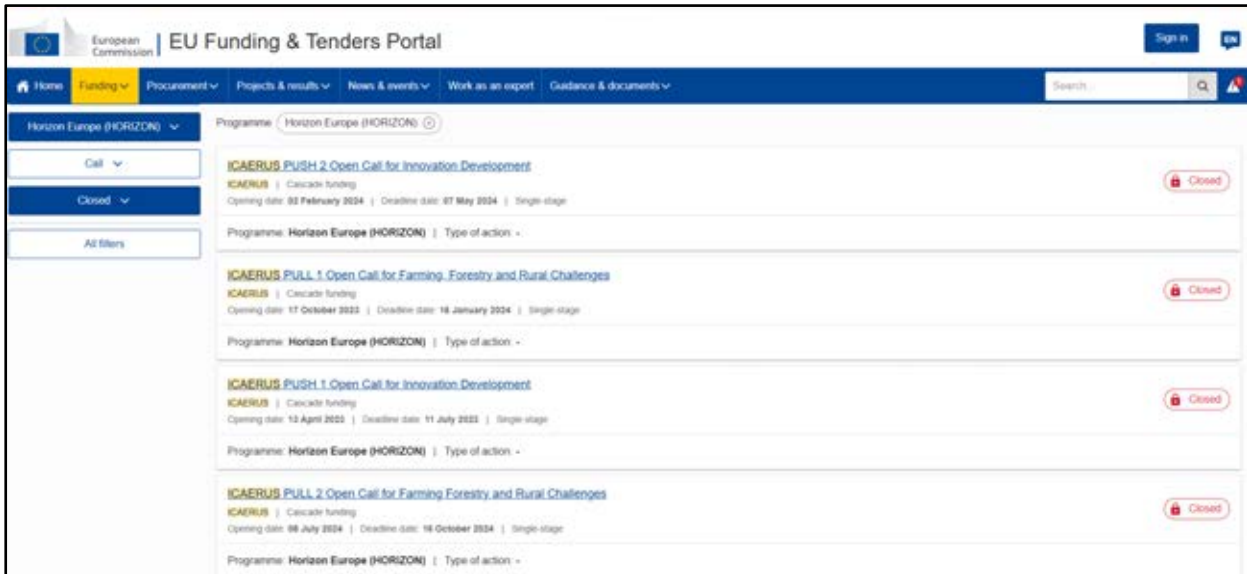 European Commission | EU Funding & Tenders Portal
Sign in
EN
Home Funding Procurement Projects & results News & events Work as an expert Guidance & documents
Search...
Horizon Europe (HORIZON)
Call
Closed
All filters
Programme Horizon Europe (HORIZON)
ICAERUS PUSH 2 Open Call for Innovation Development
ICAERUS | Cascade funding
Opening date: 02 February 2024 | Deadline date: 07 May 2024 | Single-stage
Closed
Programme: Horizon Europe (HORIZON) | Type of action: -
ICAERUS PULL 1 Open Call for Farming, Forestry and Rural Challenges
ICAERUS | Cascade funding
Opening date: 17 October 2023 | Deadline date: 16 January 2024 | Single-stage
Closed
Programme: Horizon Europe (HORIZON) | Type of action: -
ICAERUS PUSH 1 Open Call for Innovation Development
ICAERUS | Cascade funding
Opening date: 13 April 2023 | Deadline date: 11 July 2023 | Single-stage
Closed
Programme: Horizon Europe (HORIZON) | Type of action: -
ICAERUS PULL 2 Open Call for Farming Forestry and Rural Challenges
ICAERUS | Cascade funding
Opening date: 08 July 2024 | Deadline date: 16 October 2024 | Single-stage
Closed
Programme: Horizon Europe (HORIZON) | Type of action: -